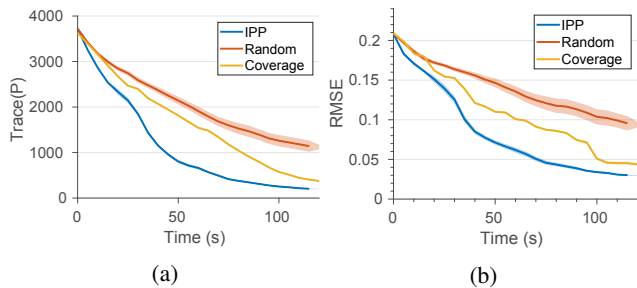 4000
3000
2000
1000
0
Trace(P)
IPP
Random
Coverage
0
50
100
Time (s)
(a)
0.2
0.15
0.1
0.05
0
RMSE
IPP
Random
Coverage
0
50
100
Time (s)
(b)